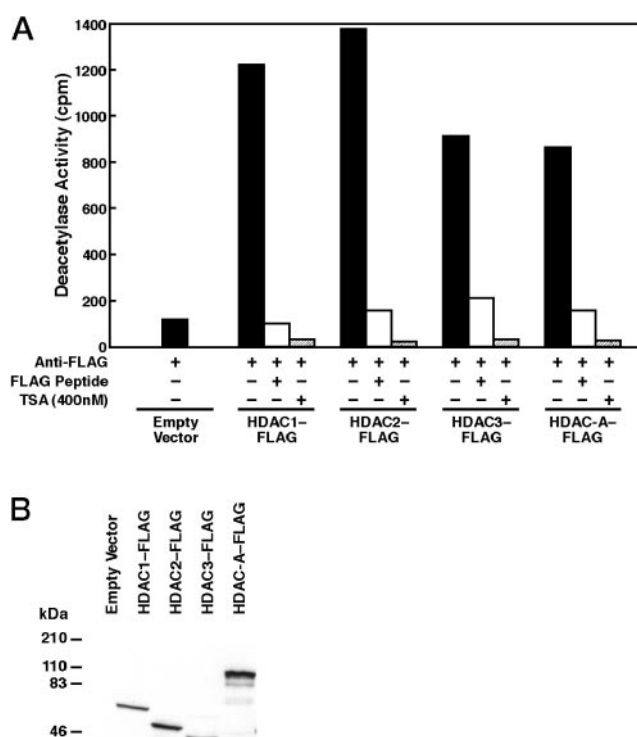 A
1400
1200
1000
800
600
400
200
0
Deacetylase Activity (cpm)
Anti-FLAG + + + + + + + + + + + + +
FLAG Peptide – – + – – + – – + – – + –
TSA (400nM) – – – + – – + – – + – – +
Empty Vector HDAC1– FLAG HDAC2– FLAG HDAC3– FLAG HDAC-A– FLAG
B
Empty Vector
HDAC1–FLAG
HDAC2–FLAG
HDAC3–FLAG
HDAC-A–FLAG
kDa
210 –
110 –
83 –
46 –